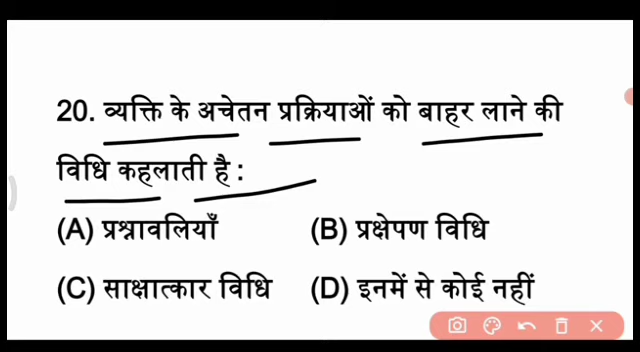 20. व्यक्ति के अचेतन प्रक्रियाओं को बाहर लाने की
विधि कहलाती है :
(A) प्रश्नावलियाँ (B) प्रक्षेपण विधि
(C) साक्षात्कार विधि (D) इनमें से कोई नहीं